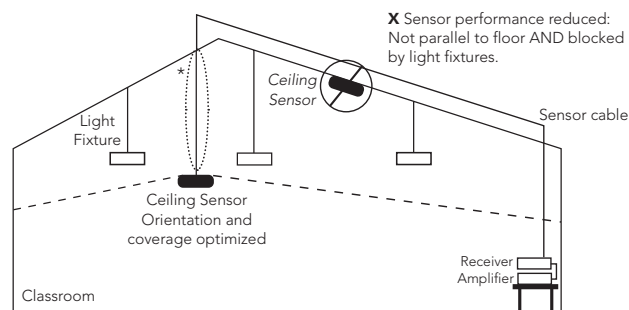 X Sensor performance reduced:
Not parallel to floor AND blocked
by light fixtures.
*
Ceiling
Sensor
Sensor cable
Light
Fixture
Ceiling Sensor
Orientation and
coverage optimized
Receiver
Amplifier
Classroom